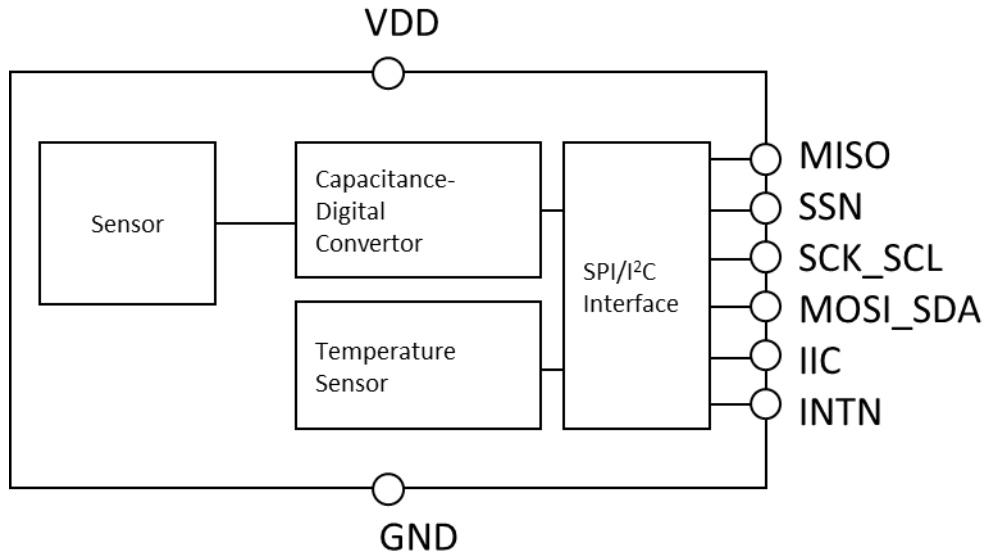 VDD
Sensor
Capacitance-
Digital
Convertor
Temperature
Sensor
SPI/I²C
Interface
MISO
SSN
SCK_SCL
MOSI_SDA
IIC
INTN
GND